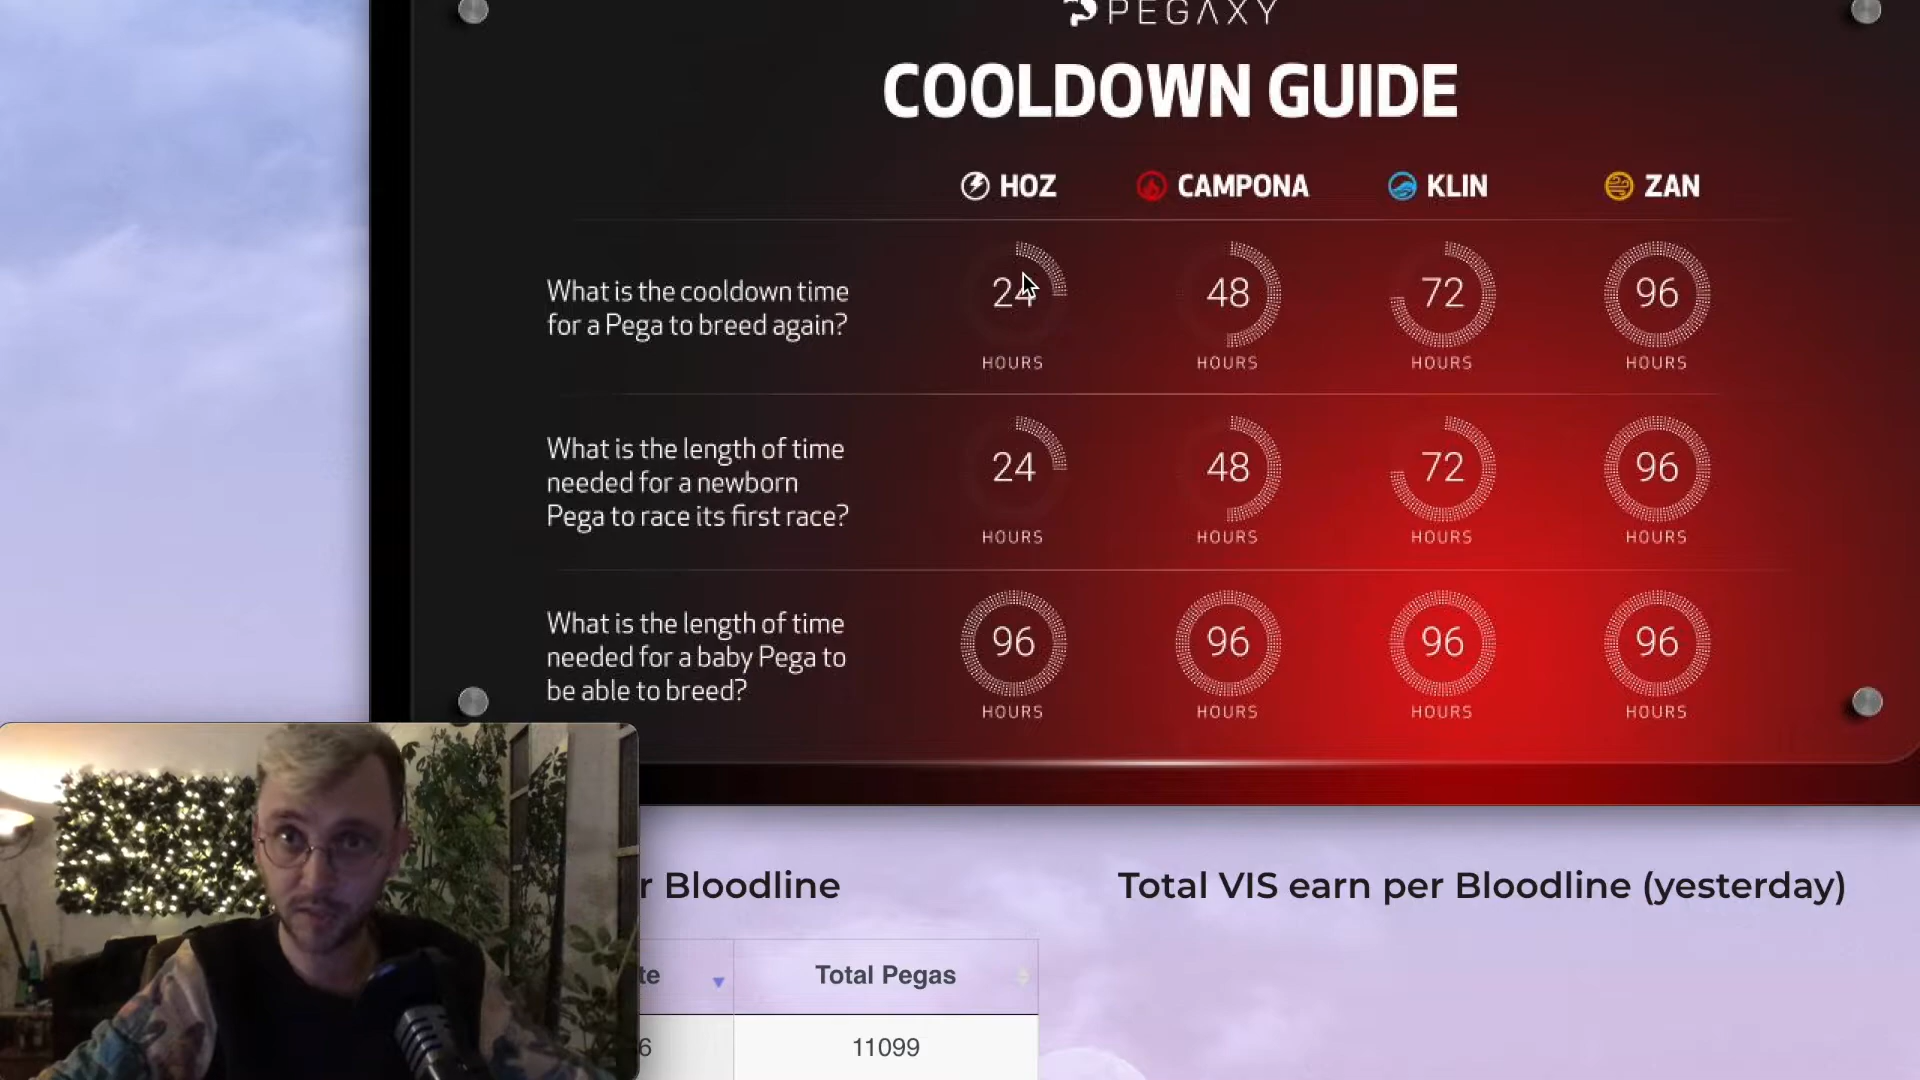 PEGAXY
COOLDOWN GUIDE
HOZ CAMPONA KLIN ZAN
What is the cooldown time
for a Pega to breed again?
24 48 72 96
HOURS HOURS HOURS HOURS
What is the length of time
needed for a newborn
Pega to race its first race?
24 48 72 96
HOURS HOURS HOURS HOURS
What is the length of time
needed for a baby Pega to
be able to breed?
96 96 96 96
HOURS HOURS HOURS HOURS
r Bloodline
Total VIS earn per Bloodline (yesterday)
te Total Pegas
6 11099